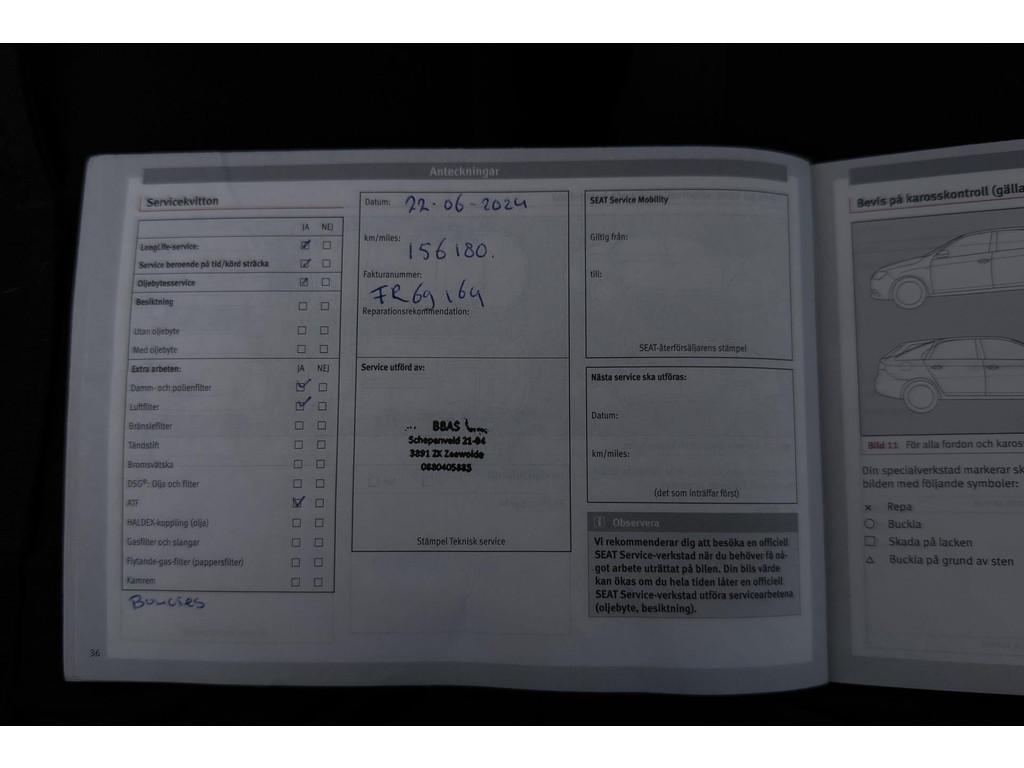 Anteckningar
Servicekvitton
JA NEJ
LongLife-service:
Service beroende på tid/körd sträcka
Oljebytesservice
Besiktning
Utan oljebyte
Med oljebyte
Extra arbeten: JA NEJ
Damm- och pollenfilter
Luftfilter
Bränslefilter
Tändstift
Bromsvätska
DSG®: Olja och filter
ATF
HALDEX-koppling (olja)
Gasfilter och slangar
Flytande-gas-filter (pappersfilter)
Kamrem
Boucies
36
Datum: 22-06-2024
km/miles:
156180.
Fakturanummer:
Reparationsrekommendation:
Service utförd av:
BBAS
Schepenveld 21-04
3891 ZK Zeewolde
0880405885
Stämpel Teknisk service
SEAT Service Mobility
Giltig från:
till:
SEAT-återförsäljarens stämpel
Nästa service ska utföras:
Datum:
km/miles:
(det som inträffar först)
i Observera
Vi rekommenderar dig att besöka en officiell
SEAT Service-verkstad när du behöver få nå-
got arbete uträttat på bilen. Din bils värde
kan ökas om du hela tiden låter en officiell
SEAT Service-verkstad utföra servicearbetena
(oljebyte, besiktning).
Bevis på karosskontroll (gälla
Bild 11 För alla fordon och kaross
Din specialverkstad markerar sk
bilden med följande symboler:
× Repa
○ Buckla
□ Skada på lacken
△ Buckla på grund av sten